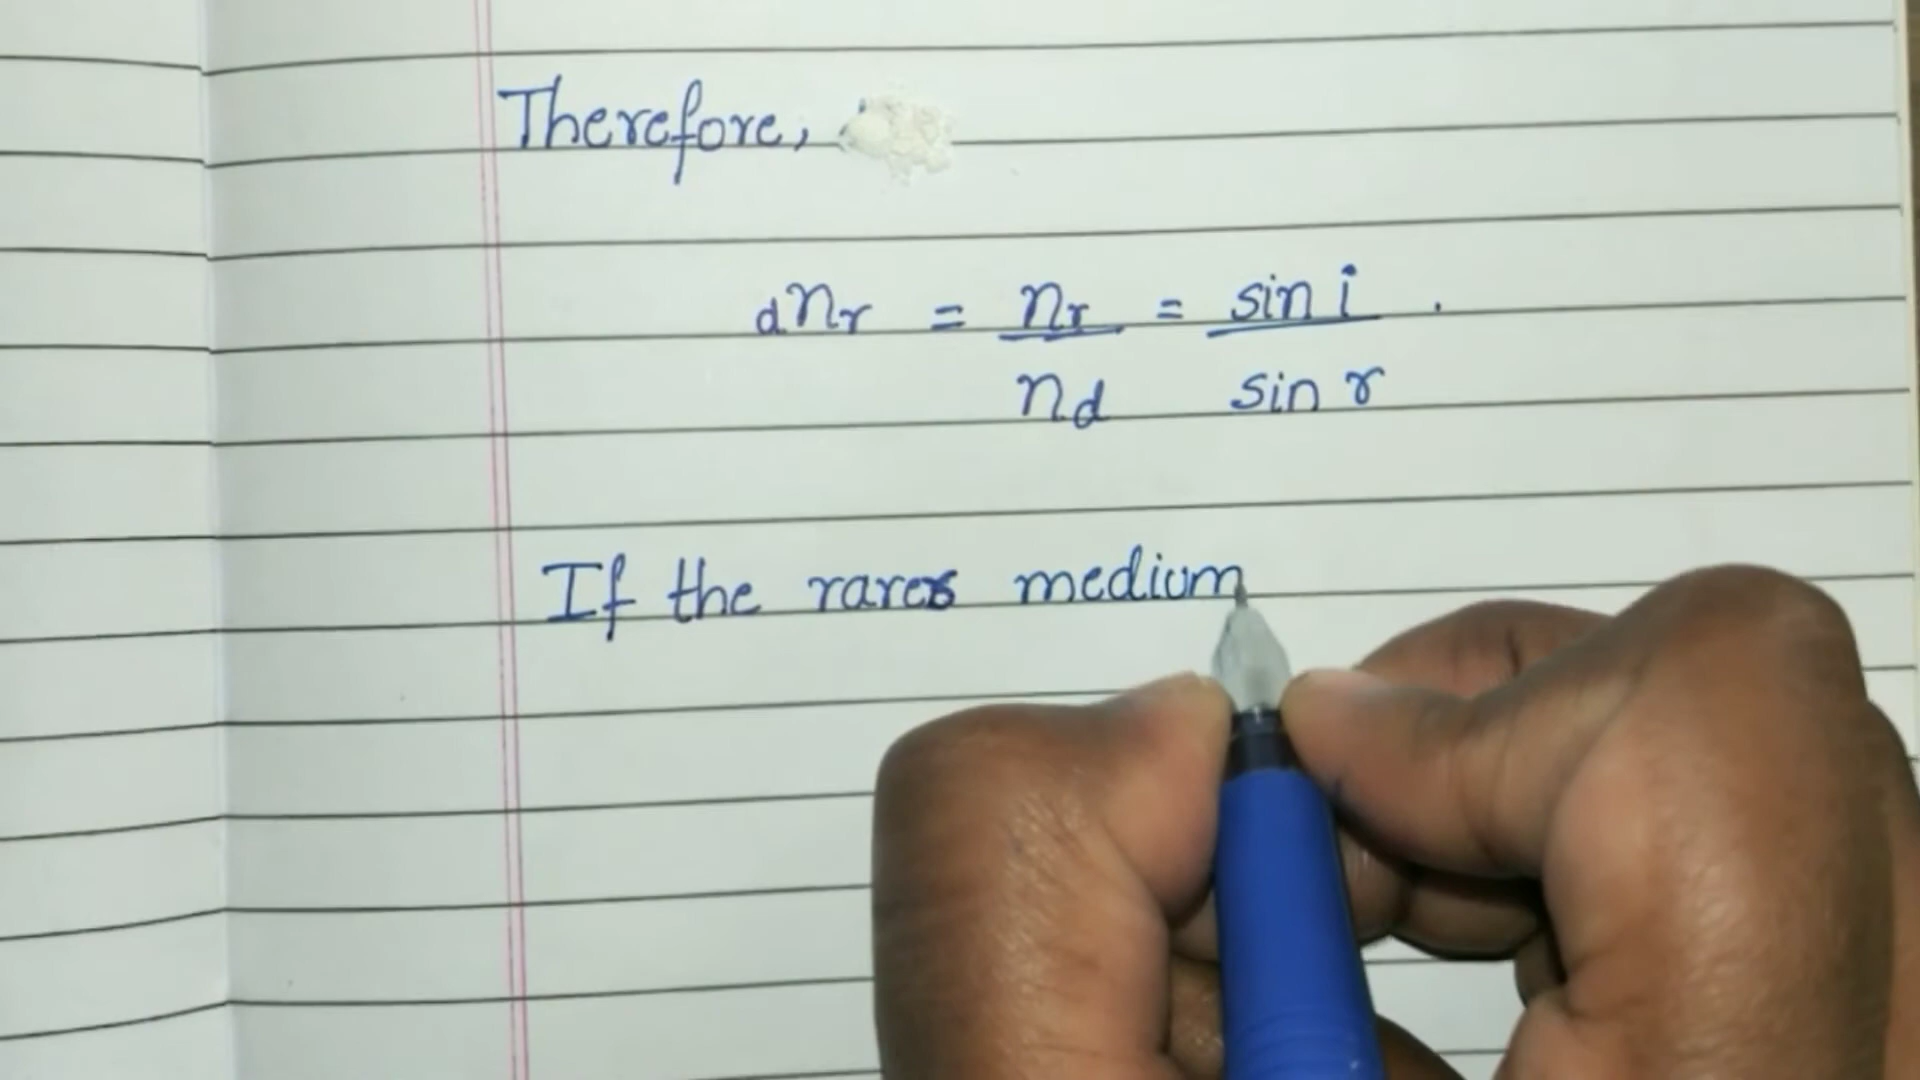 Therefore,
dnr = nr = sin i .
nd sin r
If the rarer medium